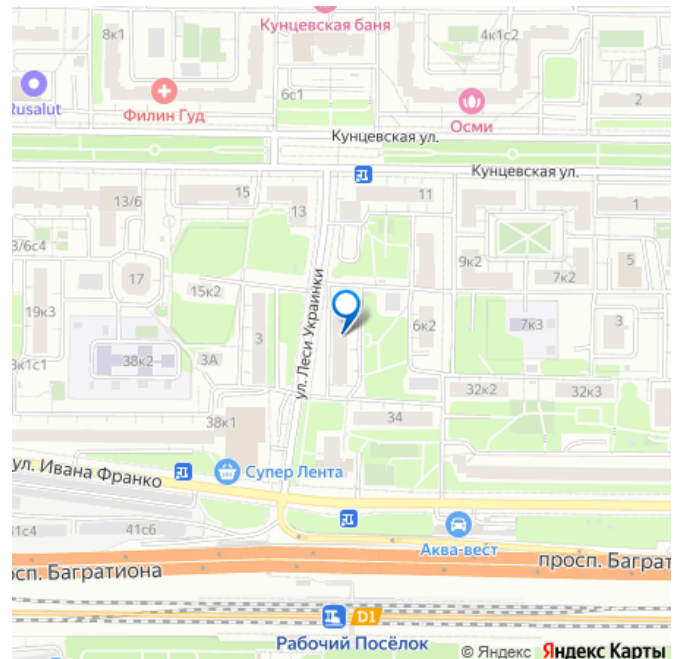 Кунцевская баня
8к1
4к1с2
Rusalut
Филин Гуд
6с1
Осми
2
Кунцевская ул.
Кунцевская ул.
13/6
15
13
11
1
3/6с4
17
15к2
9к2
7к2
5
19к3
ул. Леси Украинки
3
6к2
7к3
3
38к2
3А
32к2
32к3
38к1
34
ул. Ивана Франко
Супер Лента
41с6
Аква-вест
просп. Баграт
осп. Багратиона
D1
Рабочий Посёлок
© Яндекс Яндекс Карты